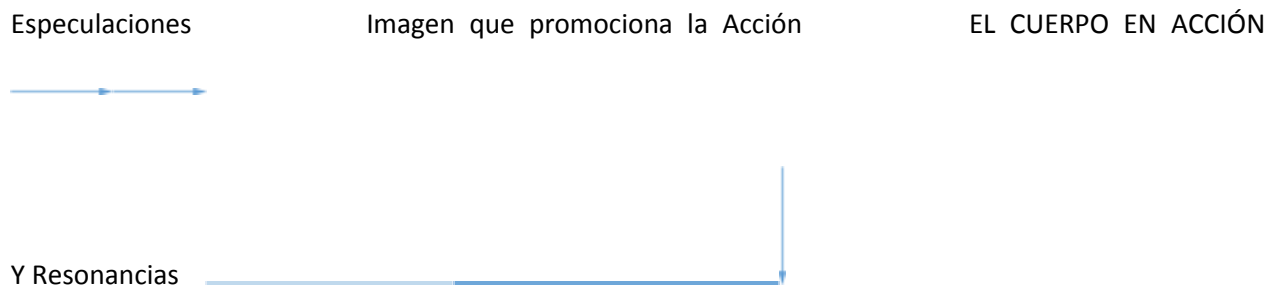 Especulaciones Imagen que promociona la Acción EL CUERPO EN ACCIÓN
Y Resonancias